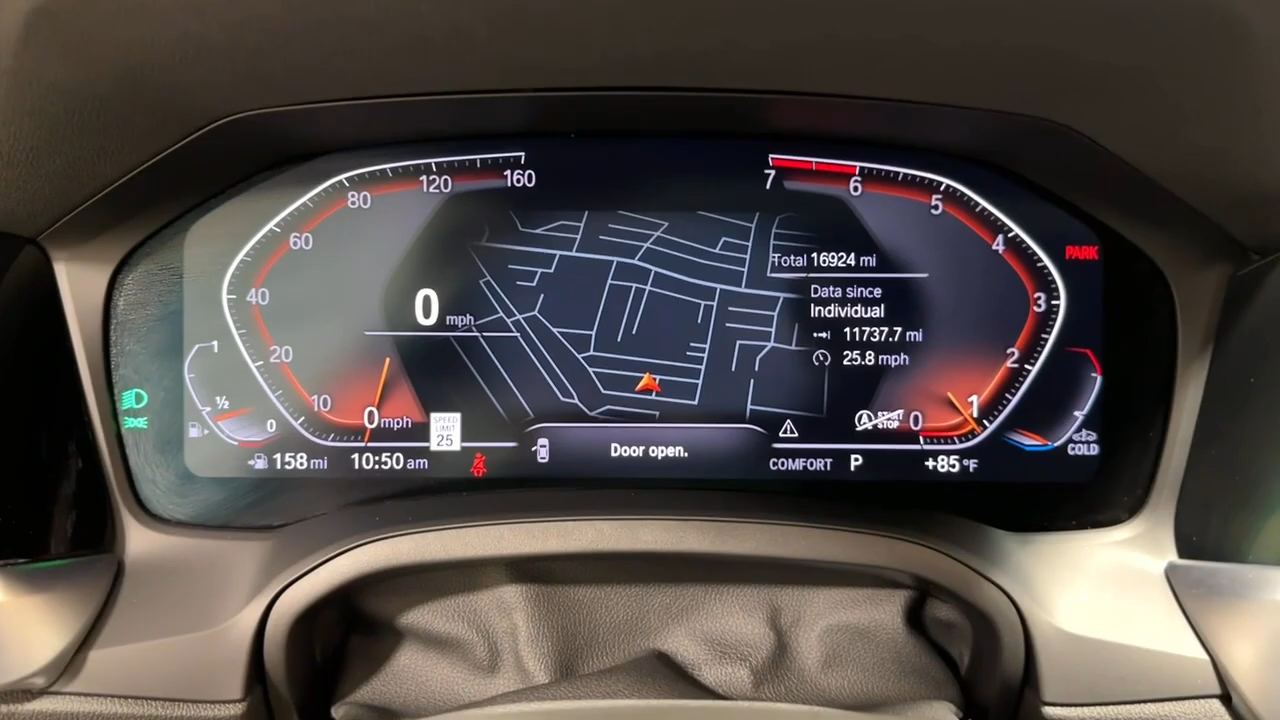 160
120
80
60
40
20
10
0 mph
0 mph
1
½
0
SPEED
LIMIT
25
158 mi
10:50 am
Door open.
7
6
5
4
3
2
1
0
PARK
Total 16924 mi
Data since
Individual
11737.7 mi
25.8 mph
START
STOP
COMFORT P
+85 °F
COLD